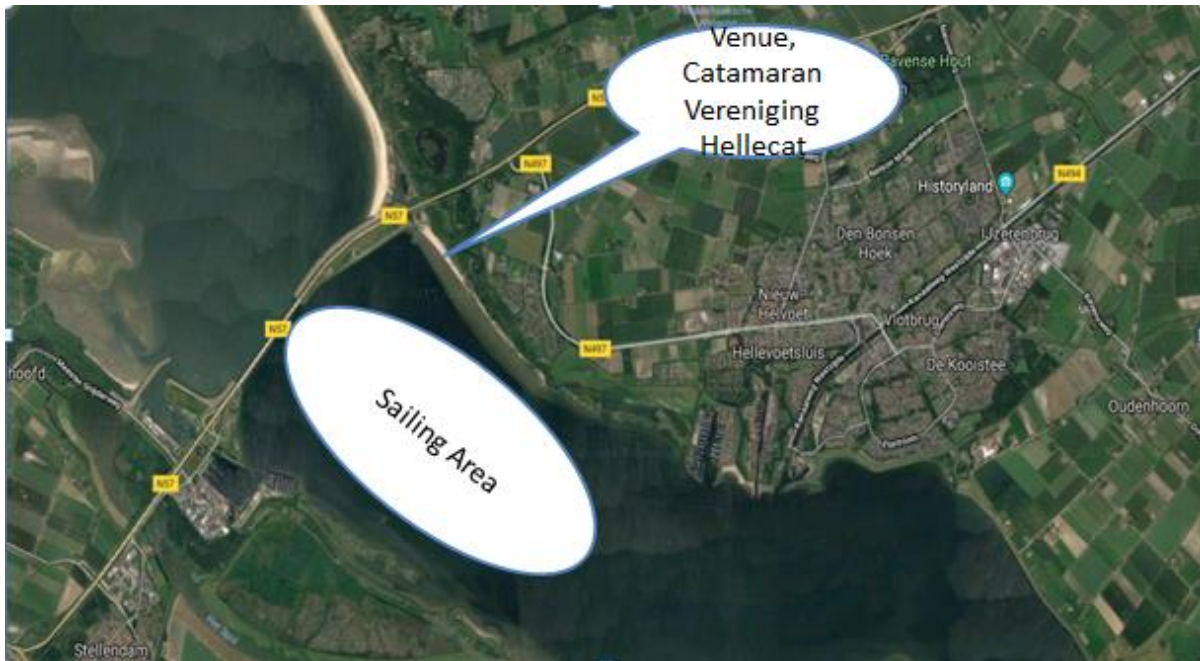 Venue,
Catamaran
Vereniging
Hellecat
N497
Historyland
N494
N57
Den Bonsen
Hoek
IJzerenbrug
Nieuw-
Helvoet
N57
Vlotbrug
N497
Hellevoetsluis
De Kooistee
hoofd
Sailing Area
Oudenhoorn
N57
Stellendam